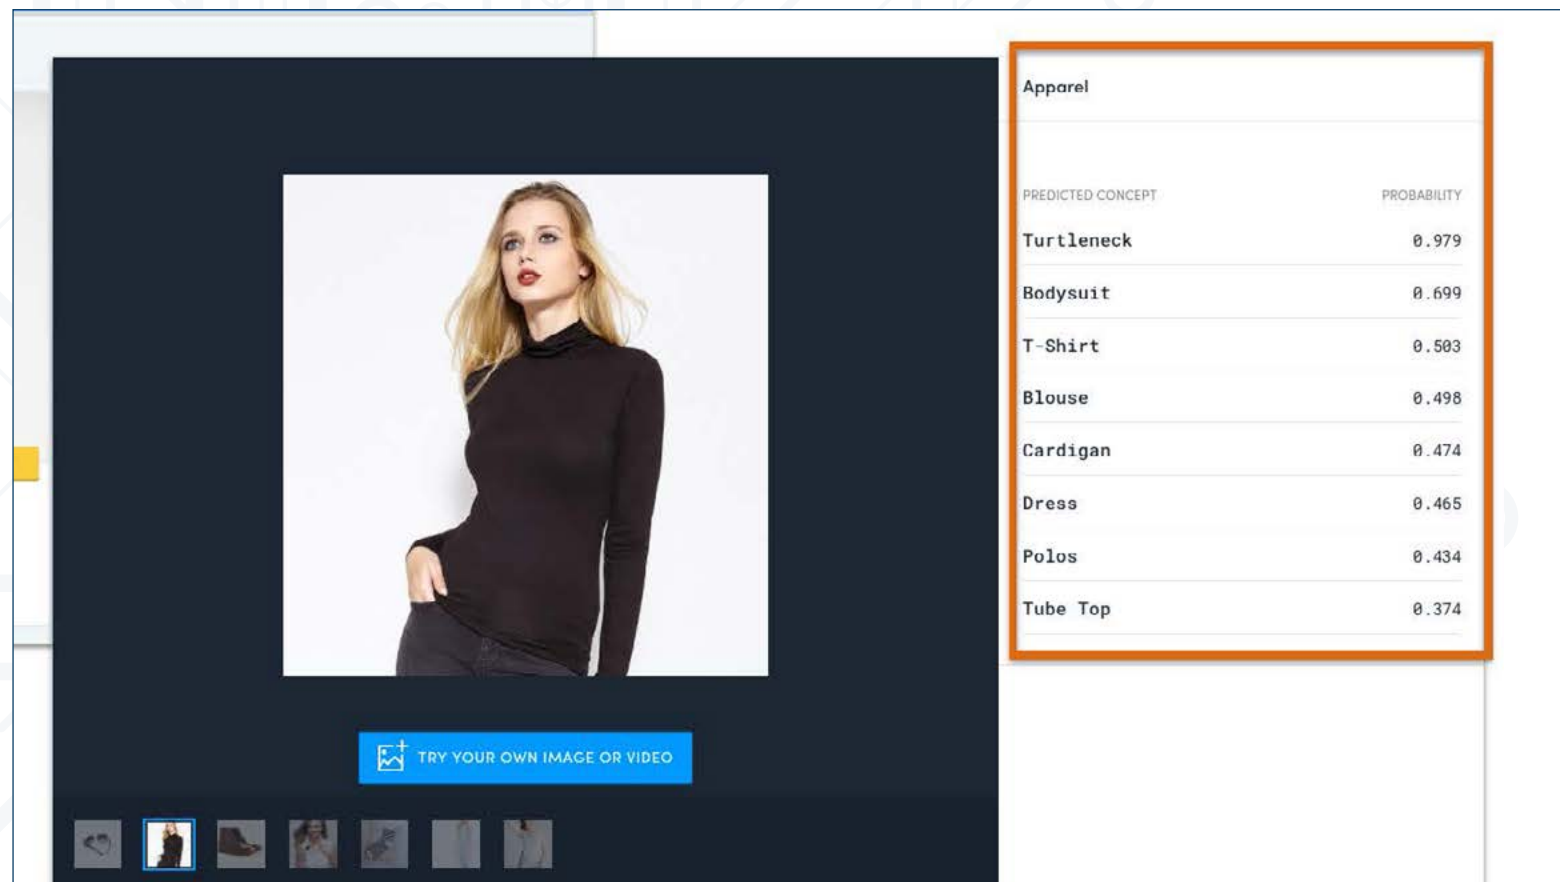 Apparel
PREDICTED CONCEPT PROBABILITY
Turtleneck 0.979
Bodysuit 0.699
T-Shirt 0.503
Blouse 0.498
Cardigan 0.474
Dress 0.465
Polos 0.434
Tube Top 0.374
TRY YOUR OWN IMAGE OR VIDEO